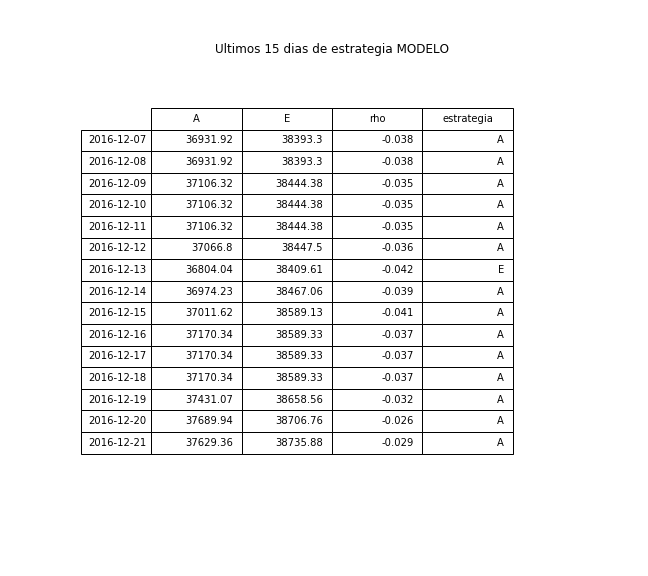 Ultimos 15 dias de estrategia MODELO
A E rho estrategia
2016-12-07 36931.92 38393.3 -0.038 A
2016-12-08 36931.92 38393.3 -0.038 A
2016-12-09 37106.32 38444.38 -0.035 A
2016-12-10 37106.32 38444.38 -0.035 A
2016-12-11 37106.32 38444.38 -0.035 A
2016-12-12 37066.8 38447.5 -0.036 A
2016-12-13 36804.04 38409.61 -0.042 E
2016-12-14 36974.23 38467.06 -0.039 A
2016-12-15 37011.62 38589.13 -0.041 A
2016-12-16 37170.34 38589.33 -0.037 A
2016-12-17 37170.34 38589.33 -0.037 A
2016-12-18 37170.34 38589.33 -0.037 A
2016-12-19 37431.07 38658.56 -0.032 A
2016-12-20 37689.94 38706.76 -0.026 A
2016-12-21 37629.36 38735.88 -0.029 A